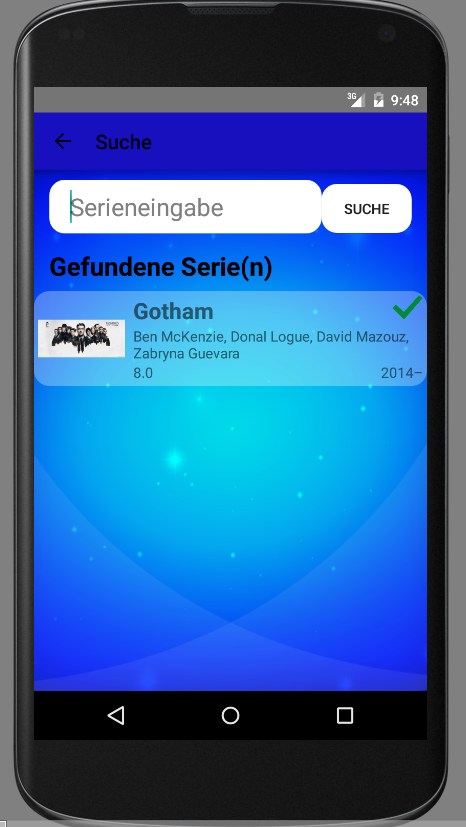 3G 9:48
Suche
Serieneingabe SUCHE
Gefundene Serie(n)
Gotham
Ben McKenzie, Donal Logue, David Mazouz,
Zabryna Guevara
8.0 2014–